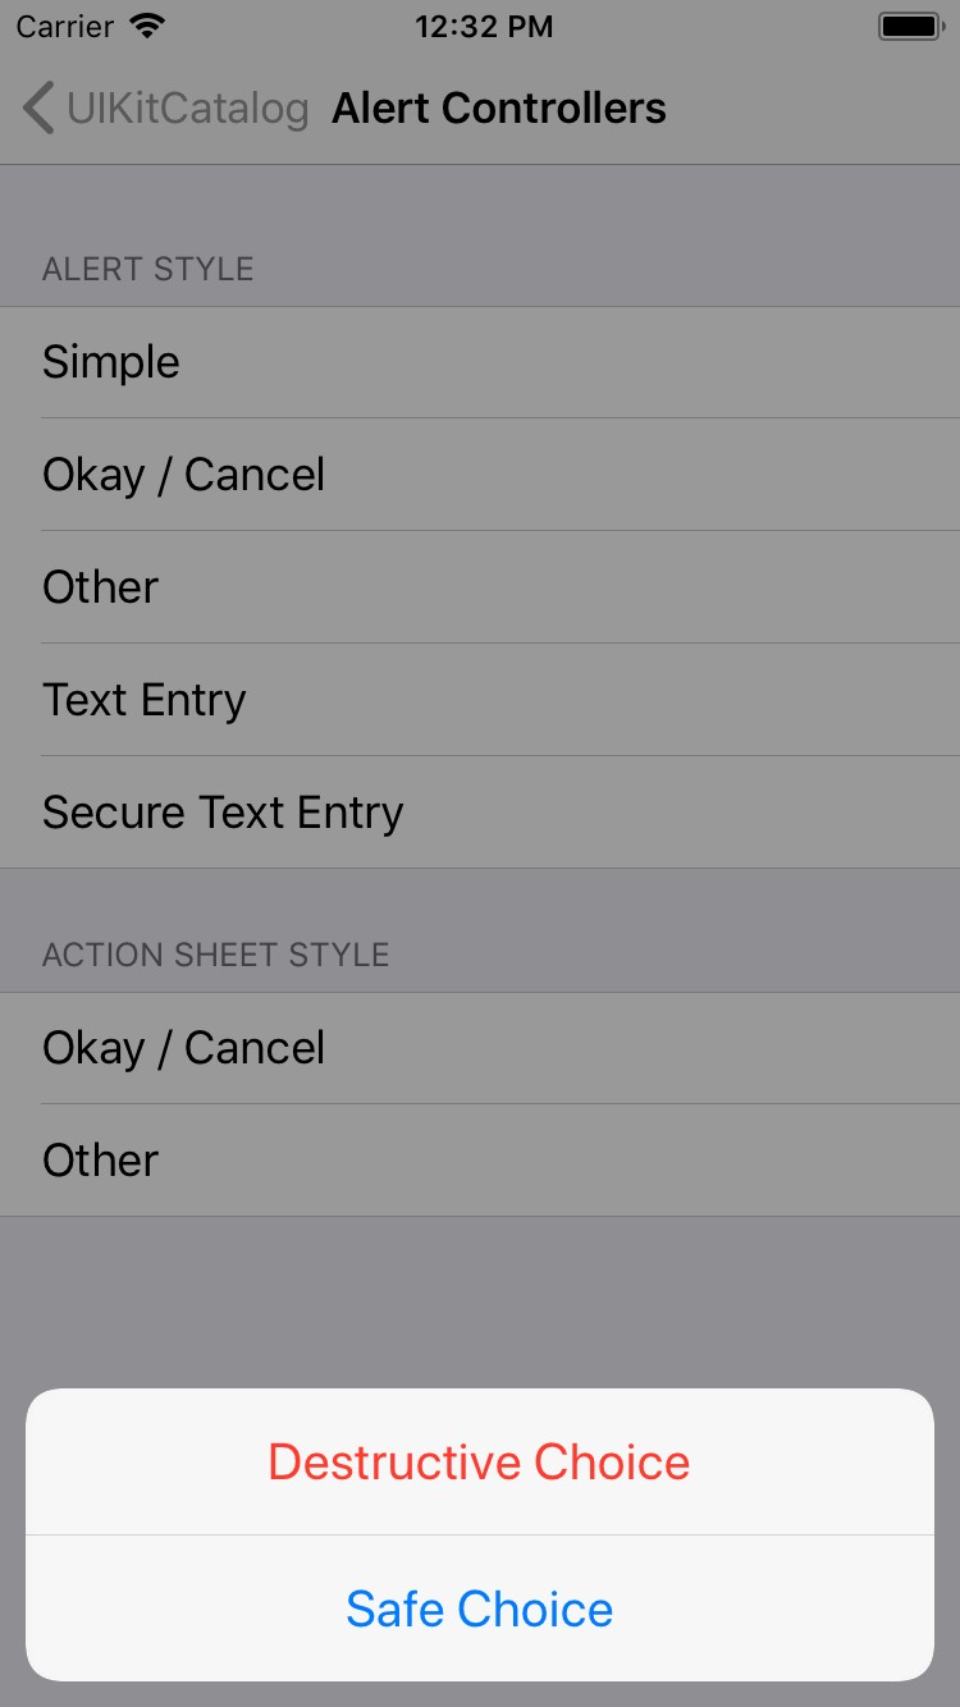 Carrier 12:32 PM
UIKitCatalog Alert Controllers
ALERT STYLE
Simple
Okay / Cancel
Other
Text Entry
Secure Text Entry
ACTION SHEET STYLE
Okay / Cancel
Other
Destructive Choice
Safe Choice